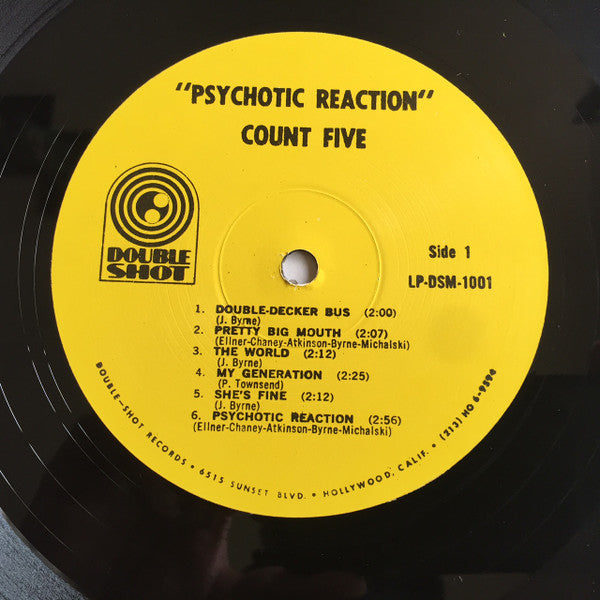 "PSYCHOTIC REACTION"
COUNT FIVE
DOUBLE
SHOT
Side 1
LP-DSM-1001
1. DOUBLE-DECKER BUS (2:00)
(J. Byrne)
2. PRETTY BIG MOUTH (2:07)
(Ellner-Chaney-Atkinson-Byrne-Michalski)
3. THE WORLD (2:12)
(J. Byrne)
4. MY GENERATION (2:25)
(P. Townsend)
5. SHE'S FINE (2:12)
(J. Byrne)
6. PSYCHOTIC REACTION (2:56)
(Ellner-Chaney-Atkinson-Byrne-Michalski)
DOUBLE-SHOT RECORDS • 6515 SUNSET BLVD. • HOLLYWOOD, CALIF. • (213) HO 6-9594